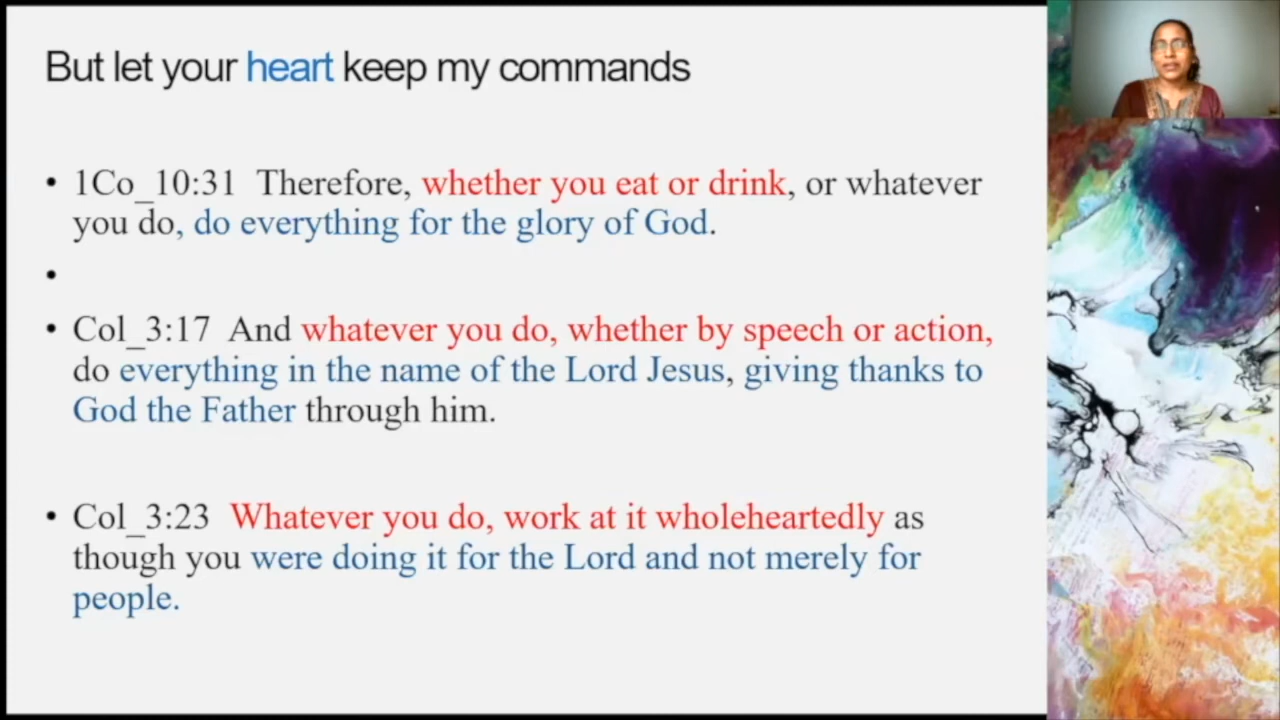 But let your heart keep my commands
• 1Co_10:31 Therefore, whether you eat or drink, or whatever
you do, do everything for the glory of God.
•
• Col_3:17 And whatever you do, whether by speech or action,
do everything in the name of the Lord Jesus, giving thanks to
God the Father through him.
• Col_3:23 Whatever you do, work at it wholeheartedly as
though you were doing it for the Lord and not merely for
people.